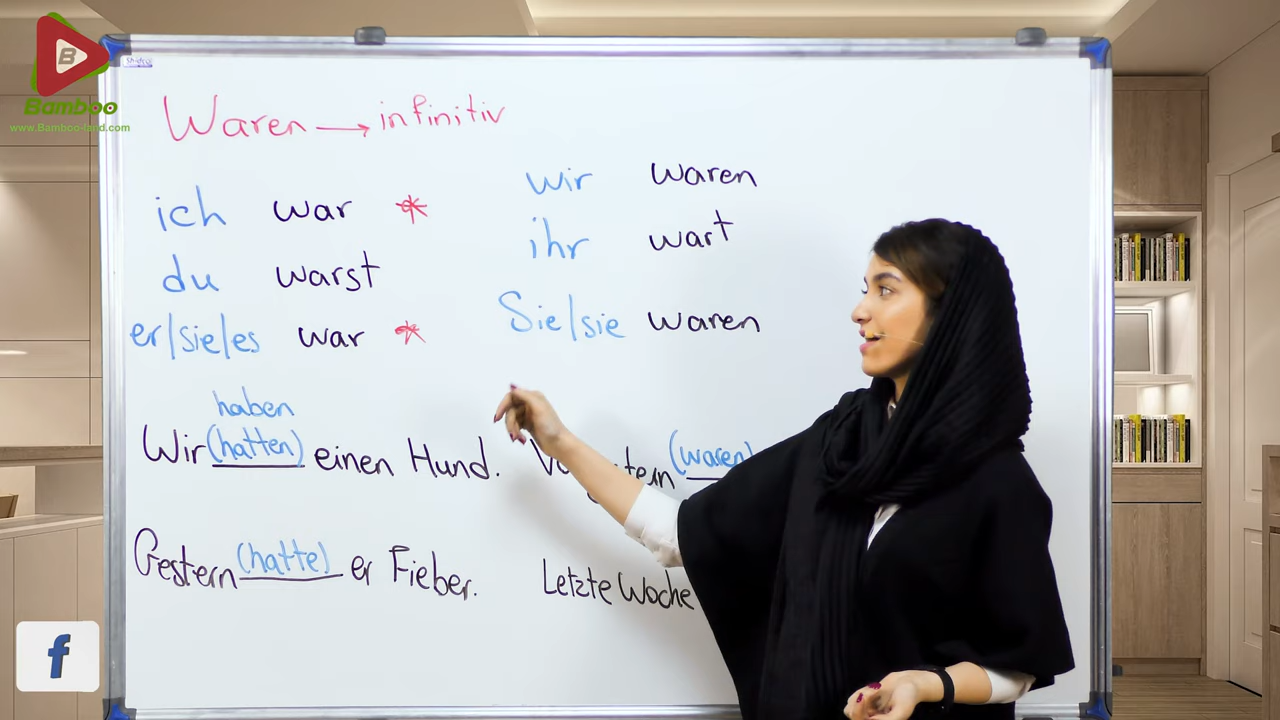 B
Bamboo
www.Bamboo-land.com
Waren → infinitiv
ich war *
du warst
er/sie/es war *
wir waren
ihr wart
Sie/sie waren
haben
Wir (hatten) einen Hund.
(waren)
Gestern (hatte) er Fieber.
Letzte Woche
f